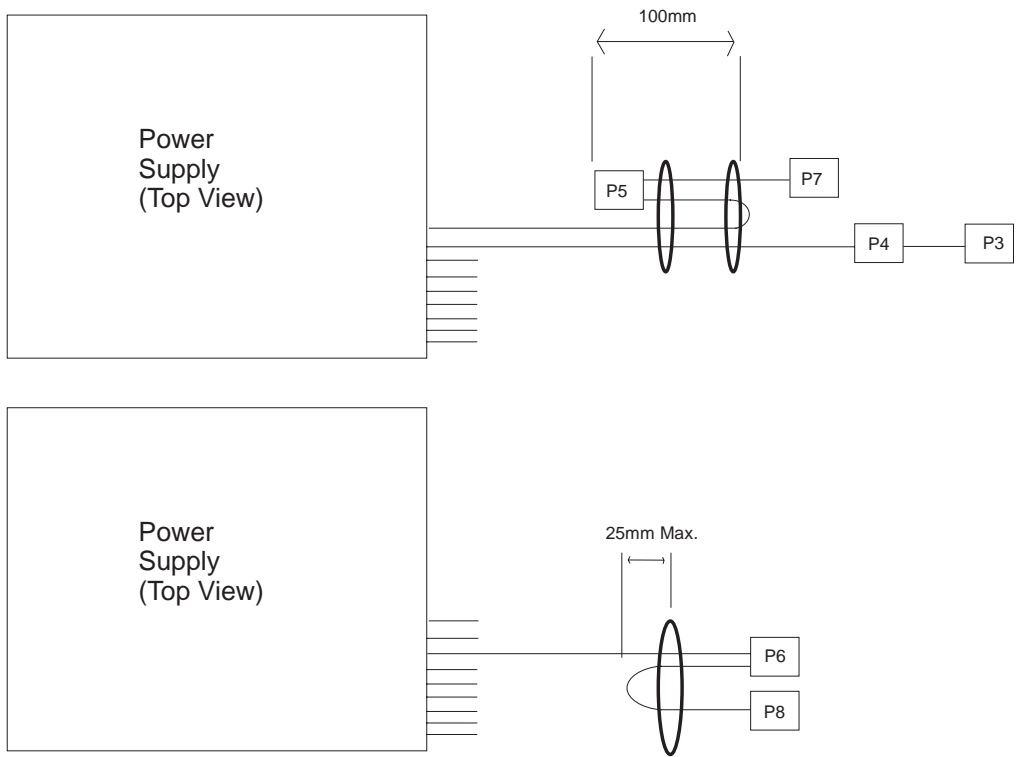 100mm
Power
Supply
(Top View)
P5
P7
P4
P3
Power
Supply
(Top View)
25mm Max.
P6
P8